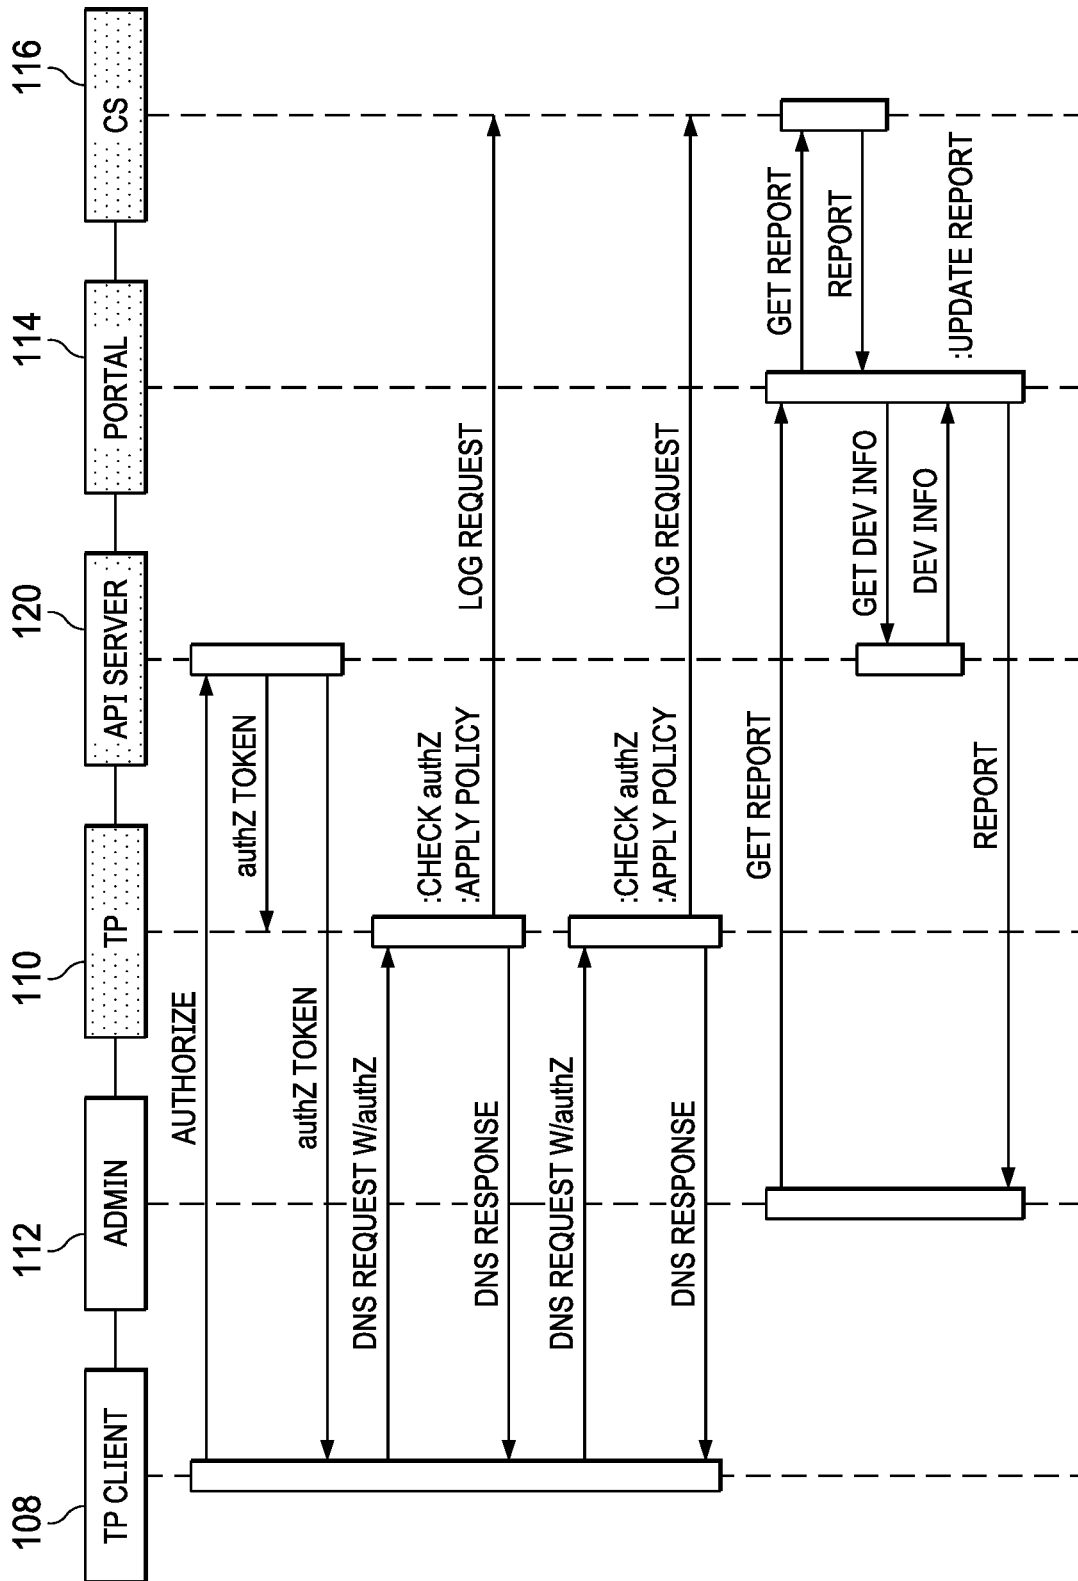 108
112
110
120
114
116
TP CLIENT
ADMIN
TP
API SERVER
PORTAL
CS
AUTHORIZE
authZ TOKEN
authZ TOKEN
DNS REQUEST W/authZ
:CHECK authZ
:APPLY POLICY
LOG REQUEST
DNS RESPONSE
DNS REQUEST W/authZ
:CHECK authZ
:APPLY POLICY
LOG REQUEST
DNS RESPONSE
GET REPORT
GET REPORT
REPORT
GET DEV INFO
DEV INFO
:UPDATE REPORT
REPORT